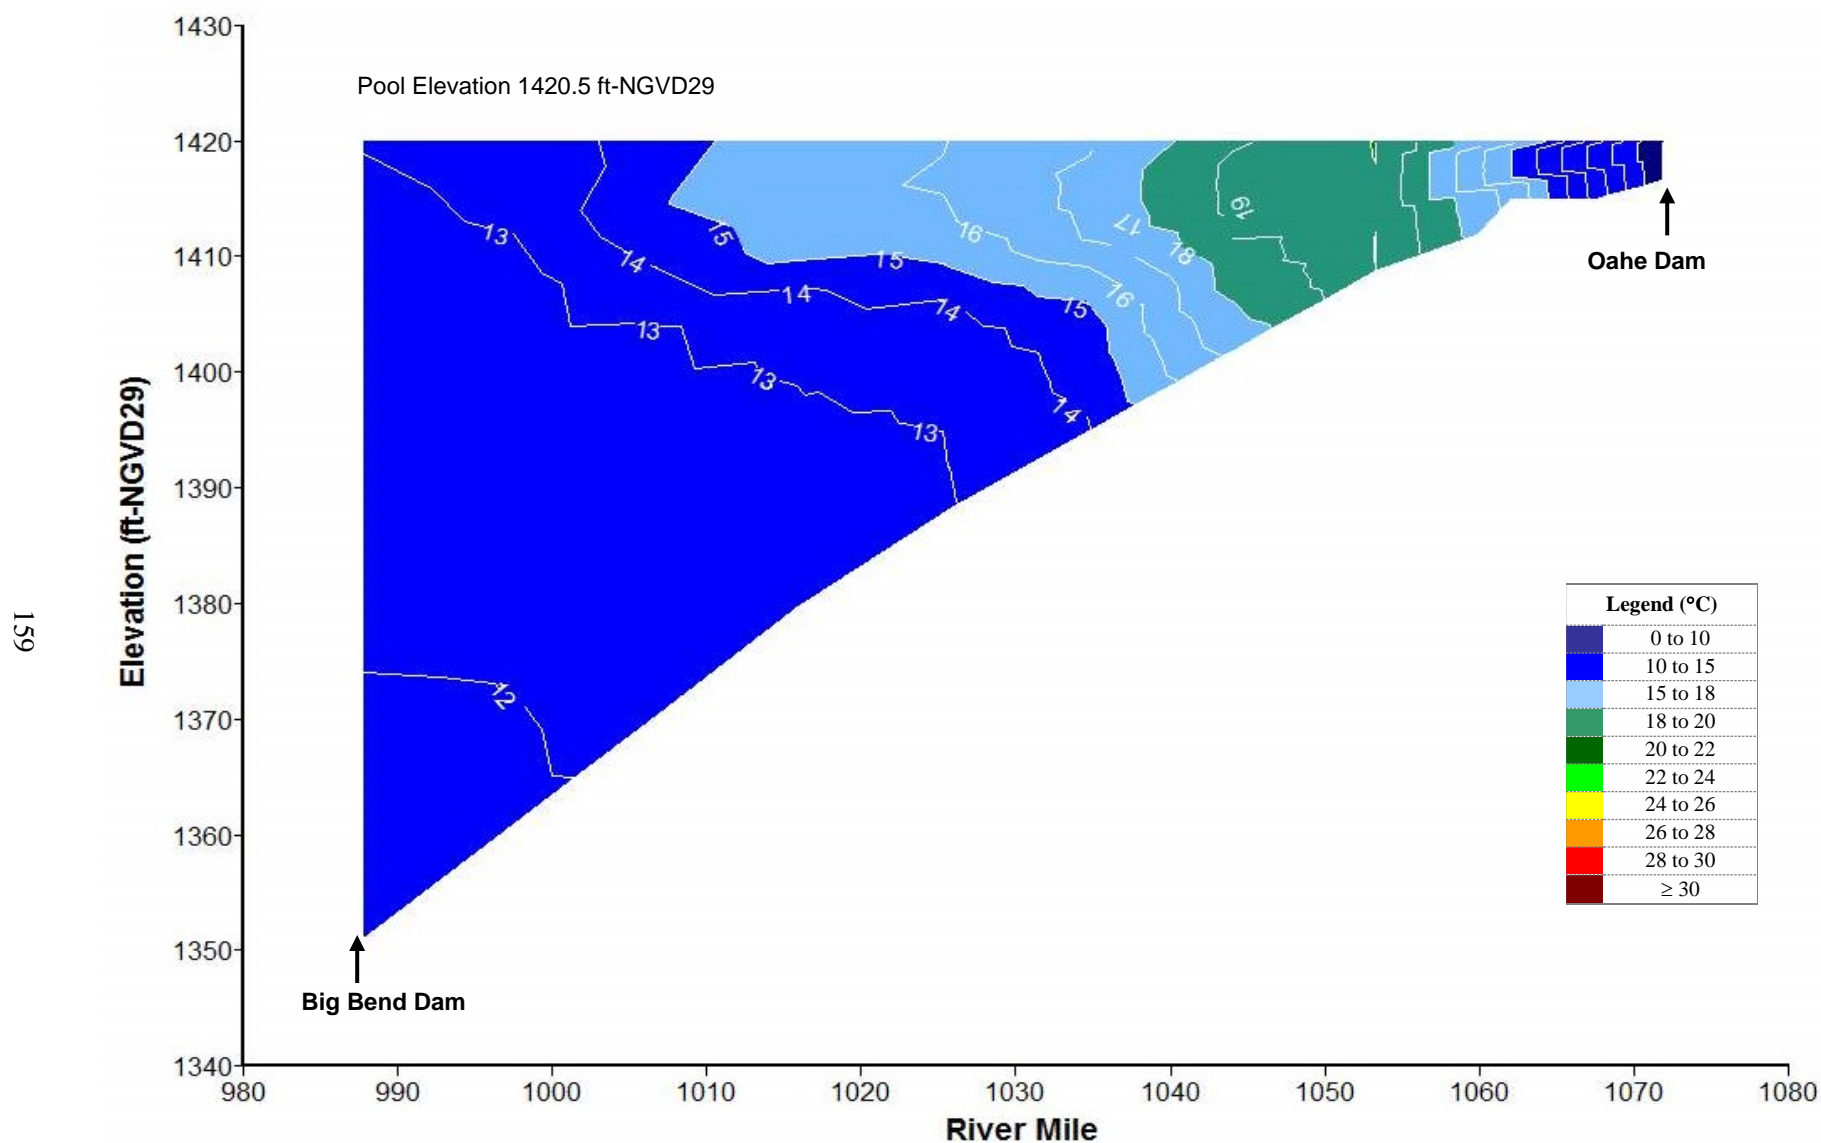 1430
Pool Elevation 1420.5 ft-NGVD29
1420
1410
1400
1390
1380
1370
1360
1350
1340
Elevation (ft-NGVD29)
159
13
14
15
15
16
17
18
19
13
14
14
15
16
13
13
14
12
Oahe Dam
Big Bend Dam
Legend (°C)
0 to 10
10 to 15
15 to 18
18 to 20
20 to 22
22 to 24
24 to 26
26 to 28
28 to 30
≥ 30
980 990 1000 1010 1020 1030 1040 1050 1060 1070 1080
River Mile